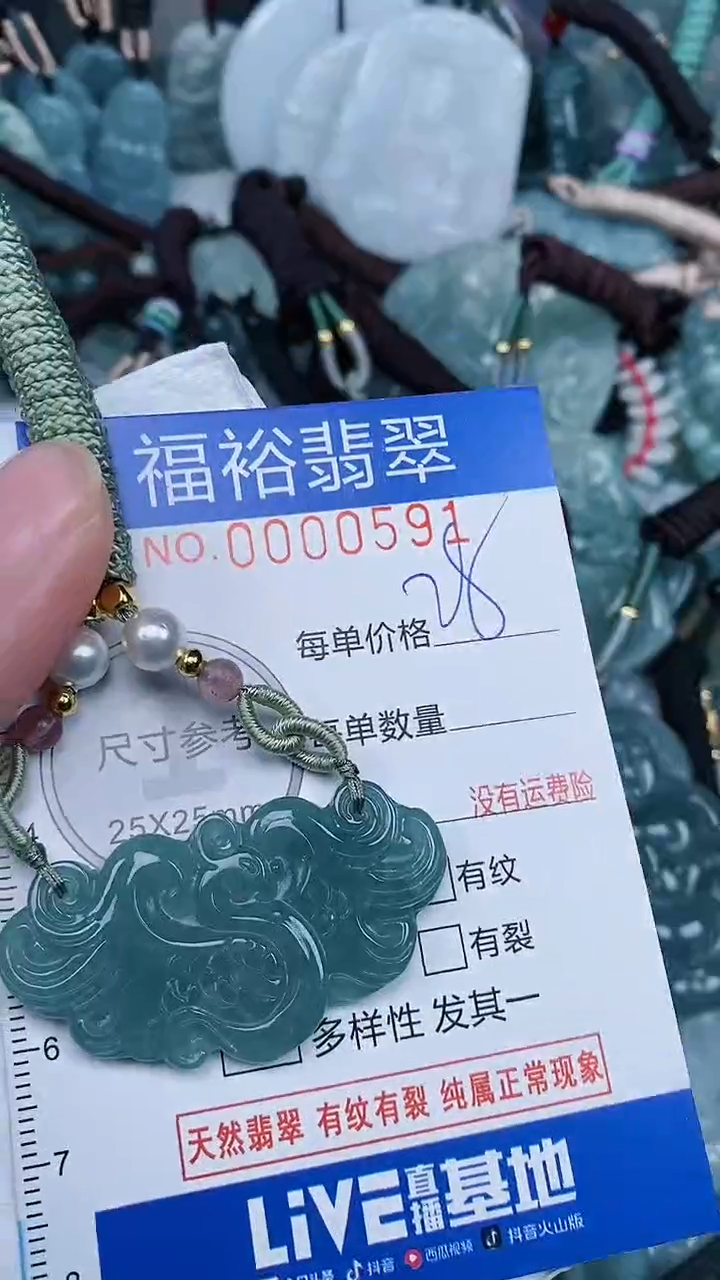 福裕翡翠
NO.0000591
每单价格 28
尺寸参考
单数量
25X25mm
没有运费险
有纹
有裂
多样性 发其一
天然翡翠 有纹有裂 纯属正常现象
LiVE直播基地
抖音 西瓜视频 抖音火山版
6
7